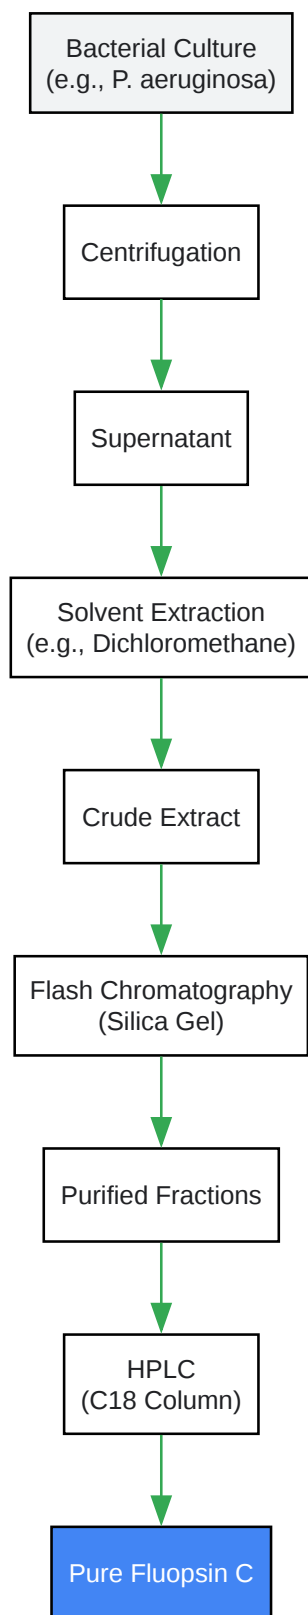 Bacterial Culture
(e.g., P. aeruginosa)
Centrifugation
Supernatant
Solvent Extraction
(e.g., Dichloromethane)
Crude Extract
Flash Chromatography
(Silica Gel)
Purified Fractions
HPLC
(C18 Column)
Pure Fluopsin C